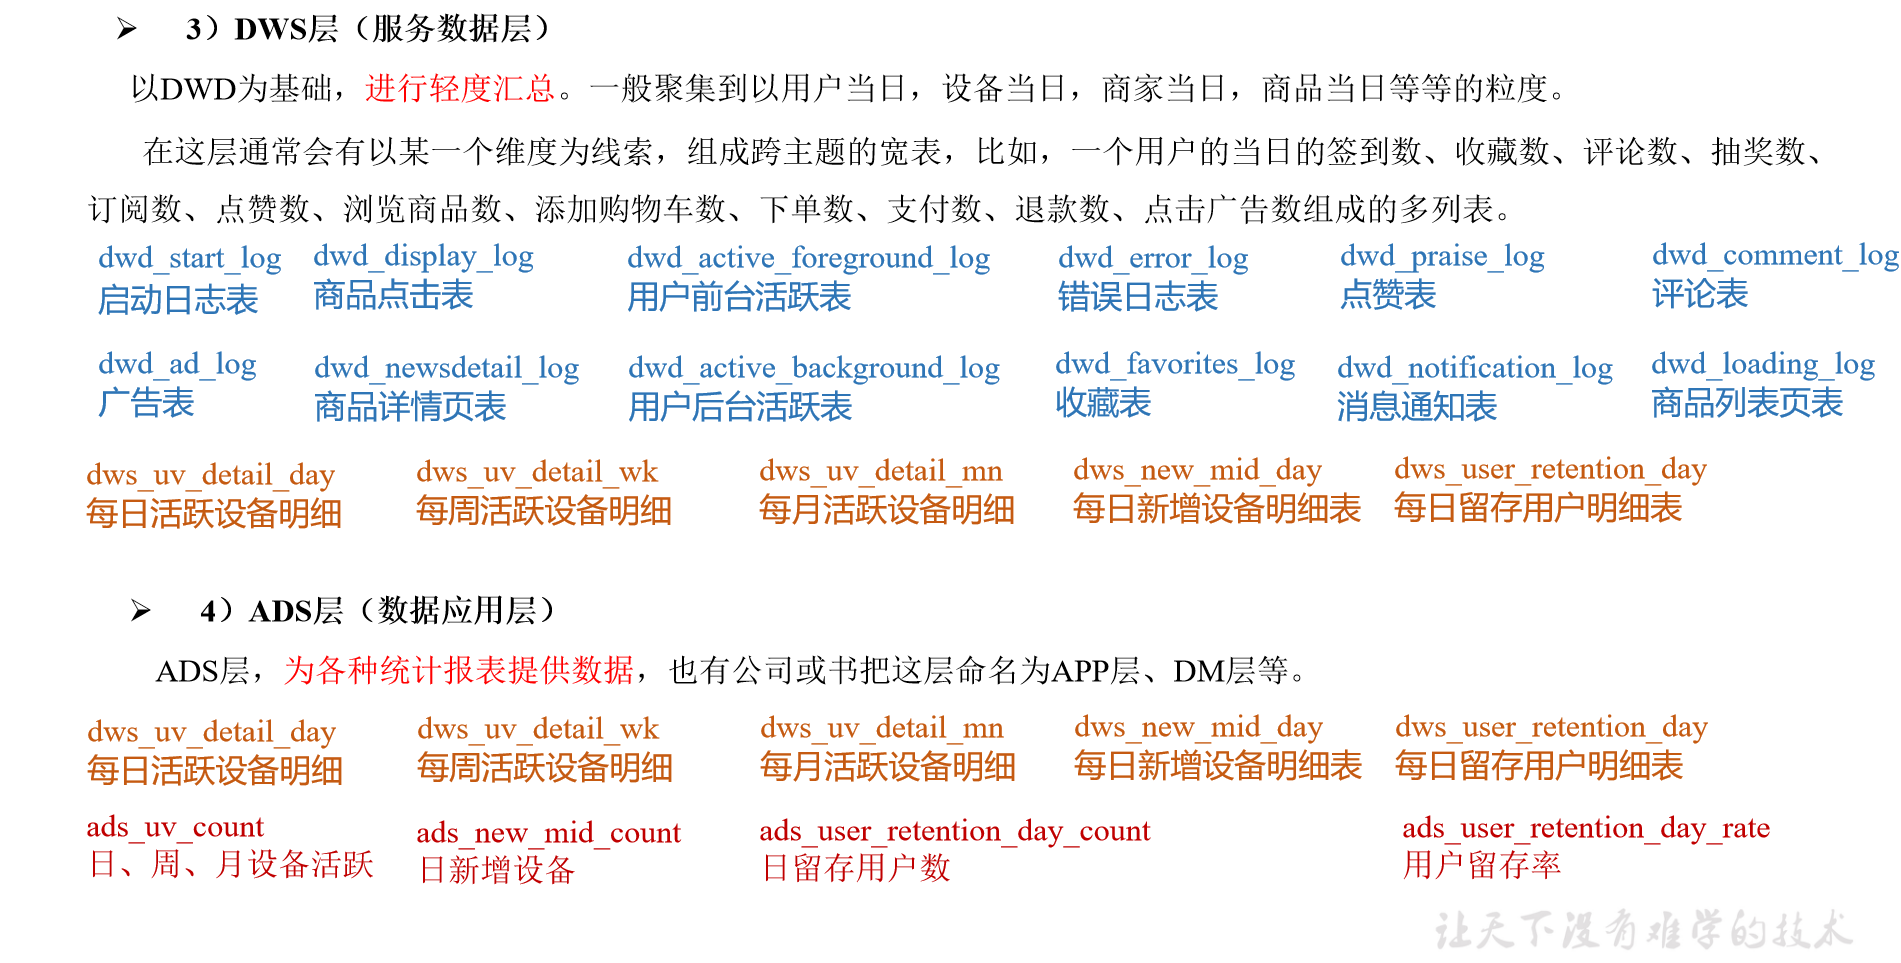 ➢ 3）DWS层（服务数据层）
以DWD为基础，进行轻度汇总。一般聚集到以用户当日，设备当日，商家当日，商品当日等等的粒度。
在这层通常会有以某一个维度为线索，组成跨主题的宽表，比如，一个用户的当日的签到数、收藏数、评论数、抽奖数、
订阅数、点赞数、浏览商品数、添加购物车数、下单数、支付数、退款数、点击广告数组成的多列表。
dwd_start_log dwd_display_log dwd_active_foreground_log dwd_error_log dwd_praise_log dwd_comment_log
启动日志表 商品点击表 用户前台活跃表 错误日志表 点赞表 评论表
dwd_ad_log dwd_newsdetail_log dwd_active_background_log dwd_favorites_log dwd_notification_log dwd_loading_log
广告表 商品详情页表 用户后台活跃表 收藏表 消息通知表 商品列表页表
dws_uv_detail_day dws_uv_detail_wk dws_uv_detail_mn dws_new_mid_day dws_user_retention_day
每日活跃设备明细 每周活跃设备明细 每月活跃设备明细 每日新增设备明细表 每日留存用户明细表
➢ 4）ADS层（数据应用层）
ADS层，为各种统计报表提供数据，也有公司或书把这层命名为APP层、DM层等。
dws_uv_detail_day dws_uv_detail_wk dws_uv_detail_mn dws_new_mid_day dws_user_retention_day
每日活跃设备明细 每周活跃设备明细 每月活跃设备明细 每日新增设备明细表 每日留存用户明细表
ads_uv_count ads_new_mid_count ads_user_retention_day_count ads_user_retention_day_rate
日、周、月设备活跃 日新增设备 日留存用户数 用户留存率
让天下没有难学的技术